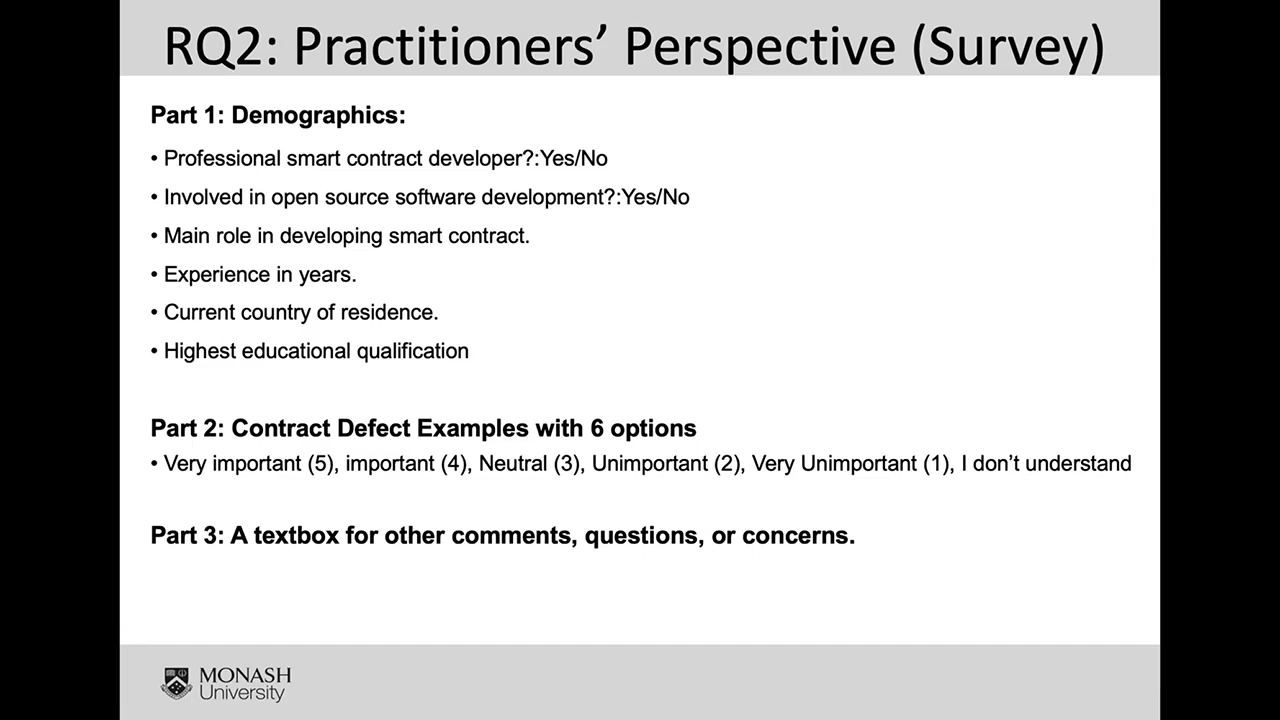 RQ2: Practitioners’ Perspective (Survey)
Part 1: Demographics:
• Professional smart contract developer?:Yes/No
• Involved in open source software development?:Yes/No
• Main role in developing smart contract.
• Experience in years.
• Current country of residence.
• Highest educational qualification
Part 2: Contract Defect Examples with 6 options
• Very important (5), important (4), Neutral (3), Unimportant (2), Very Unimportant (1), I don’t understand
Part 3: A textbox for other comments, questions, or concerns.
MONASH
University